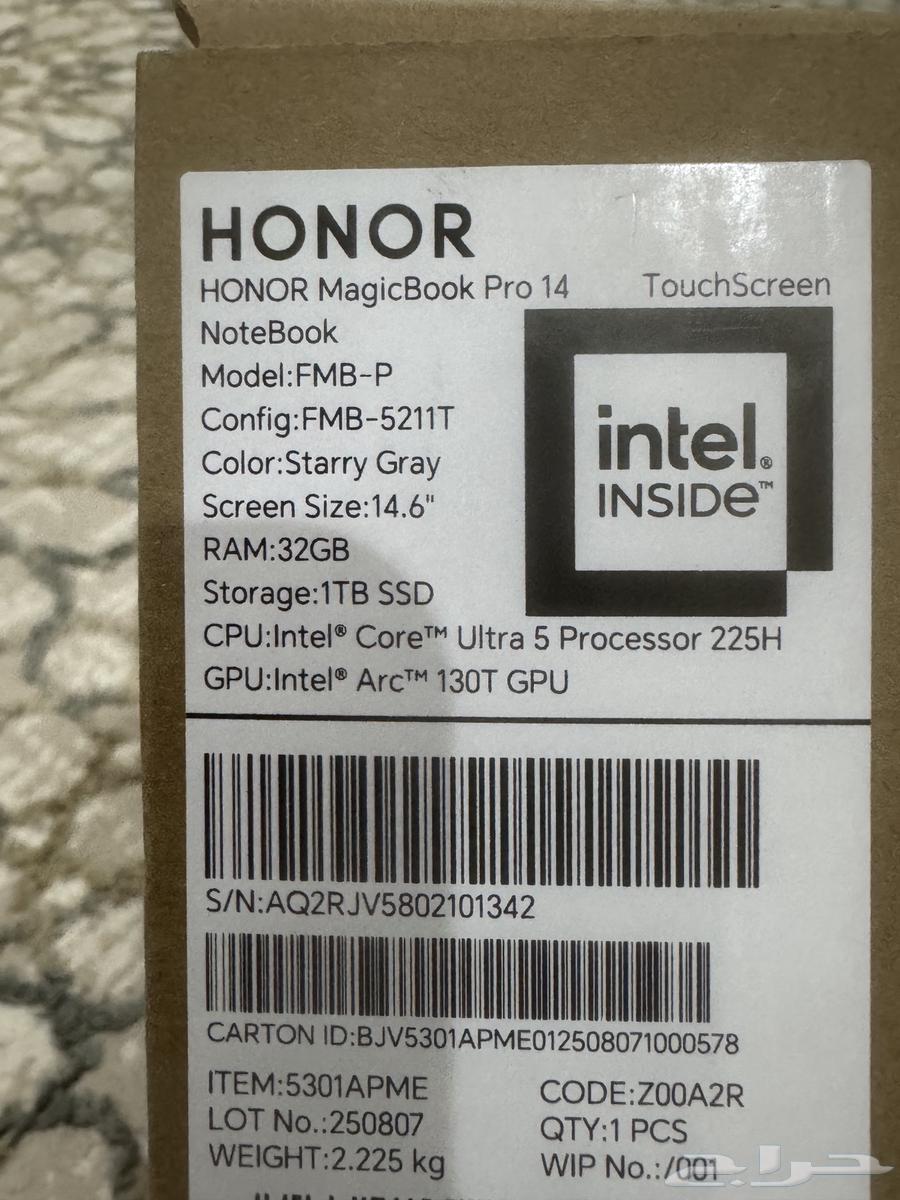 HONOR
HONOR MagicBook Pro 14 TouchScreen
NoteBook
Model:FMB-P
Config:FMB-5211T
Color:Starry Gray
Screen Size:14.6"
RAM:32GB
Storage:1TB SSD
CPU:Intel® Core™ Ultra 5 Processor 225H
GPU:Intel® Arc™ 130T GPU
intel®
INSIDe™
S/N:AQ2RJV5802101342
CARTON ID:BJV5301APME012508071000578
ITEM:5301APME CODE:Z00A2R
LOT No.:250807 QTY:1 PCS
WEIGHT:2.225 kg WIP No.:/001
حراج